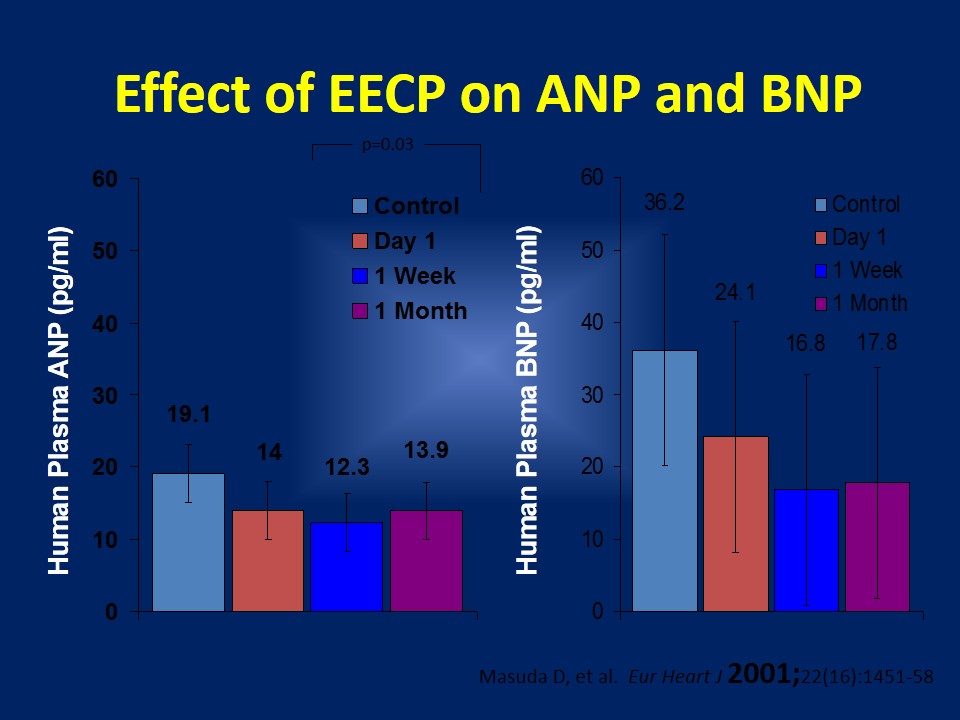 Effect of EECP on ANP and BNP
p=0.03
Human Plasma ANP (pg/ml)
60
50
40
30
20
10
0
19.1
14
12.3
13.9
Control
Day 1
1 Week
1 Month
Human Plasma BNP (pg/ml)
60
50
40
30
20
10
0
36.2
24.1
16.8
17.8
Control
Day 1
1 Week
1 Month
Masuda D, et al. Eur Heart J 2001;22(16):1451-58